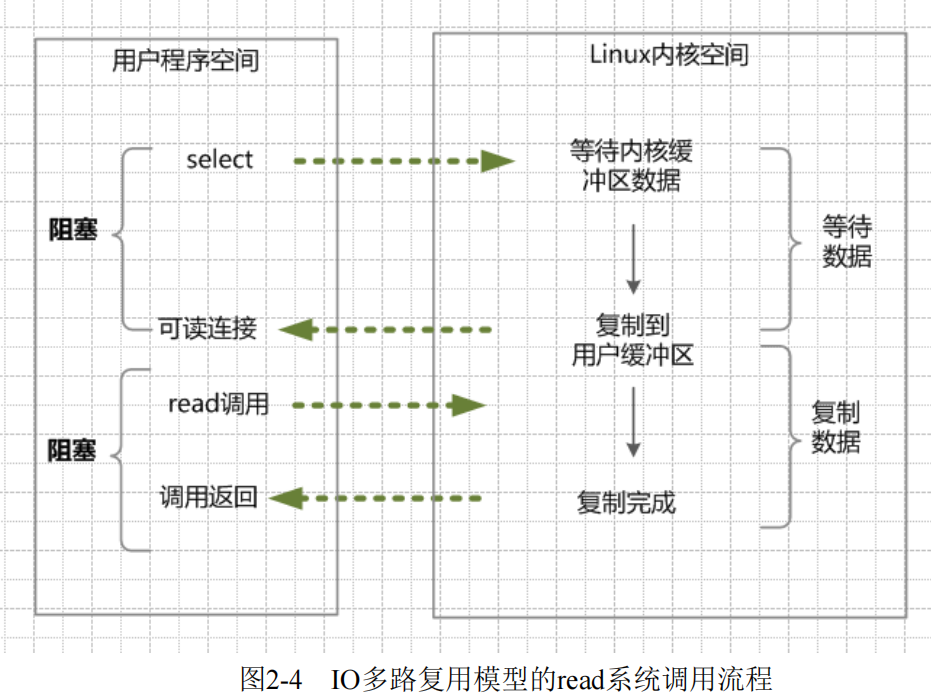 用户程序空间
Linux内核空间
select
等待内核缓
冲区数据
阻塞
等待
数据
可读连接
复制到
用户缓冲区
read调用
复制
数据
阻塞
调用返回
复制完成
图2-4 IO多路复用模型的read系统调用流程